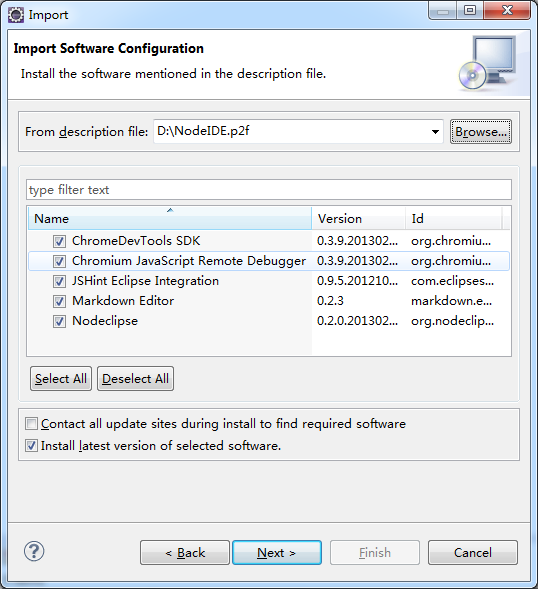 Import
Import Software Configuration
Install the software mentioned in the description file.
From description file: D:\NodeIDE.p2f Browse...
type filter text
Name Version Id
ChromeDevTools SDK 0.3.9.201302... org.chromiu...
Chromium JavaScript Remote Debugger 0.3.9.201302... org.chromiu...
JSHint Eclipse Integration 0.9.5.201210... com.eclipses...
Markdown Editor 0.2.3 markdown.e...
Nodeclipse 0.2.0.201302... org.nodeclip...
Select All Deselect All
Contact all update sites during install to find required software
Install latest version of selected software.
? < Back Next > Finish Cancel